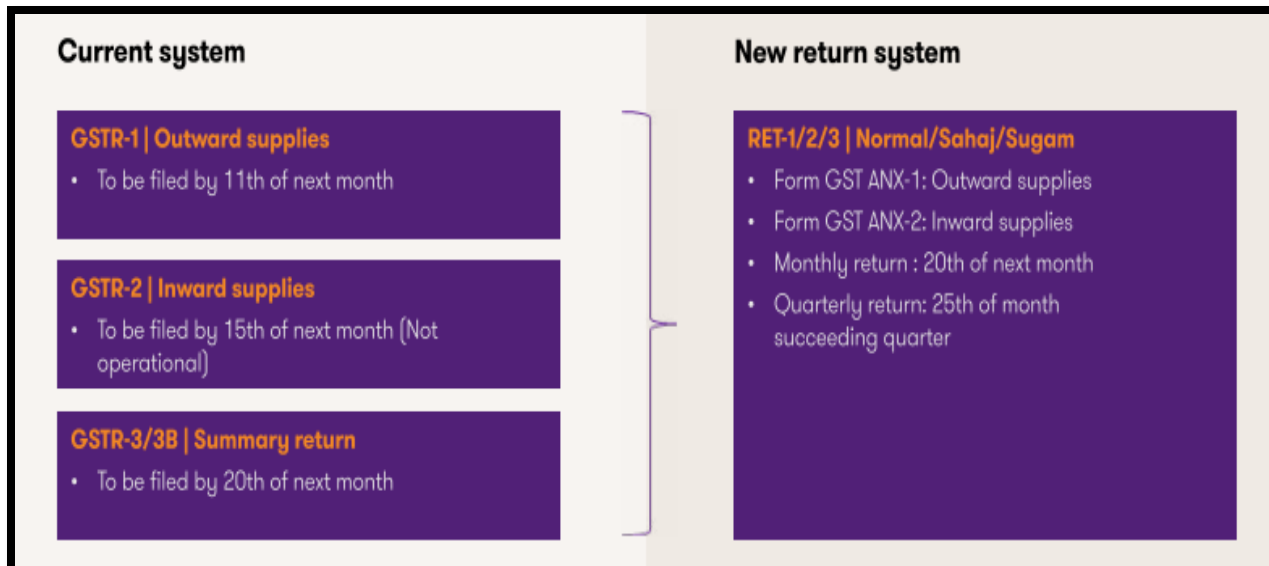 Current system
GSTR-1 | Outward supplies
• To be filed by 11th of next month
GSTR-2 | Inward supplies
• To be filed by 15th of next month (Not
operational)
GSTR-3/3B | Summary return
• To be filed by 20th of next month
New return system
RET-1/2/3 | Normal/Sahaj/Sugam
• Form GST ANX-1: Outward supplies
• Form GST ANX-2: Inward supplies
• Monthly return : 20th of next month
• Quarterly return: 25th of month
succeeding quarter